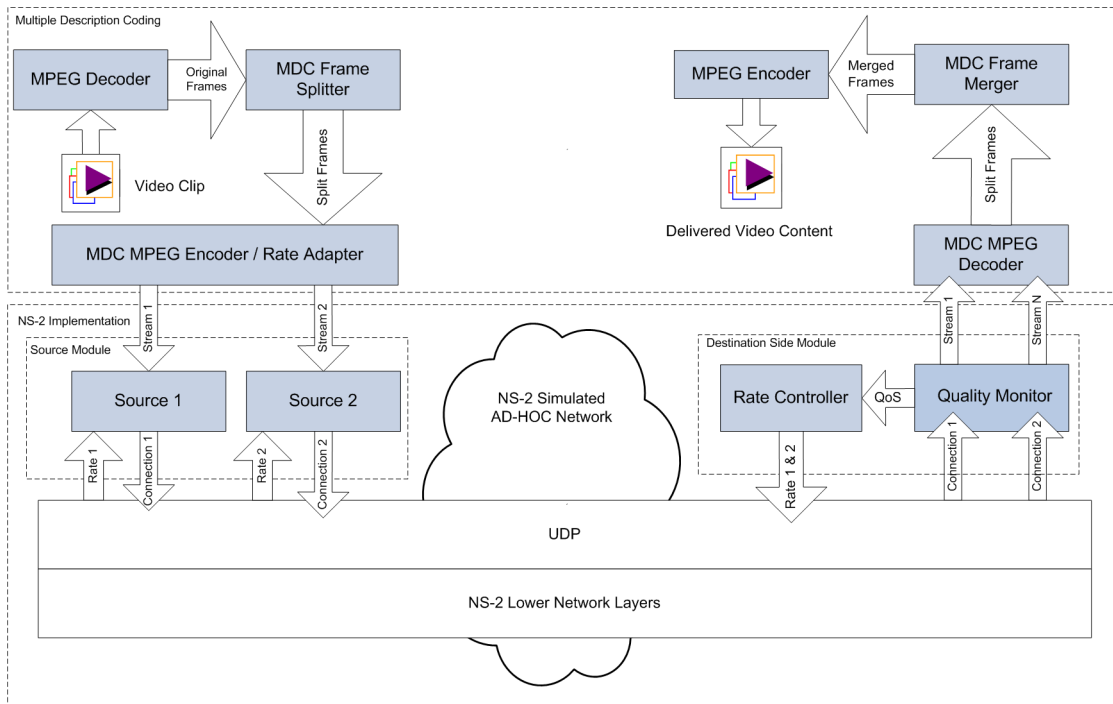 Multiple Description Coding
MPEG Decoder
Original
Frames
MDC Frame
Splitter
Video Clip
Split Frames
MDC MPEG Encoder / Rate Adapter
MPEG Encoder
Merged
Frames
MDC Frame
Merger
Delivered Video Content
Split Frames
MDC MPEG
Decoder
Stream 1
Stream 2
Stream 1
Stream N
NS-2 Implementation
Source Module
Source 1
Source 2
Rate 1
Connection 1
Rate 2
Connection 2
NS-2 Simulated
AD-HOC Network
Destination Side Module
Rate Controller
QoS
Quality Monitor
Rate 1 & 2
Connection 1
Connection 2
UDP
NS-2 Lower Network Layers